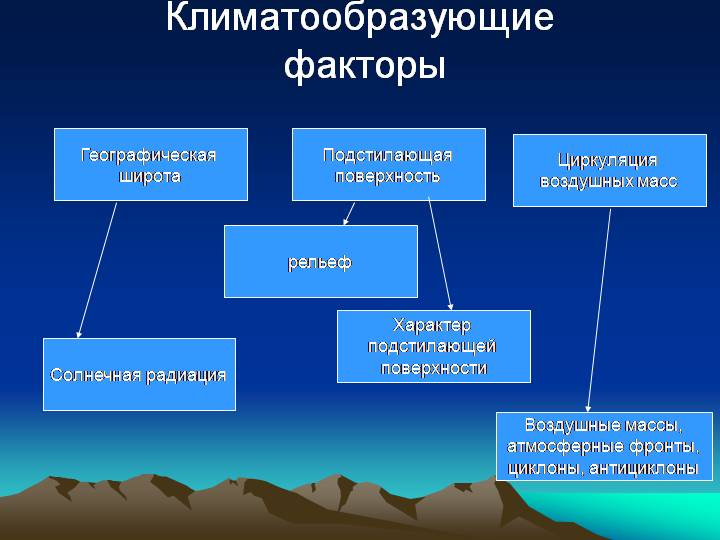 Климатообразующие
факторы
Географическая
широта
Подстилающая
поверхность
Циркуляция
воздушных масс
рельеф
Характер
подстилающей
поверхности
Солнечная радиация
Воздушные массы,
атмосферные фронты,
циклоны, антициклоны